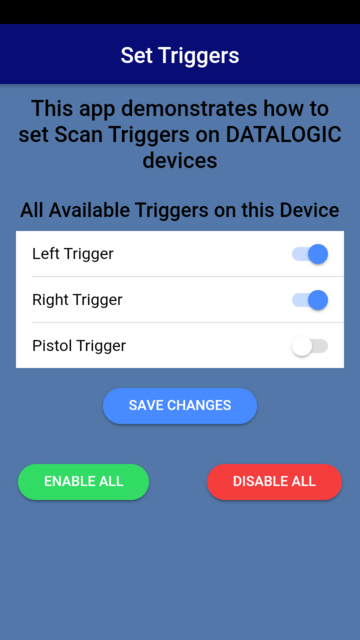 Set Triggers
This app demonstrates how to
set Scan Triggers on DATALOGIC
devices
All Available Triggers on this Device
Left Trigger
Right Trigger
Pistol Trigger
SAVE CHANGES
ENABLE ALL
DISABLE ALL